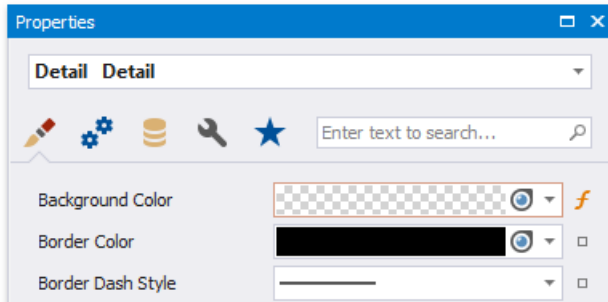 Properties
Detail Detail
Enter text to search...
Background Color
f
Border Color
Border Dash Style